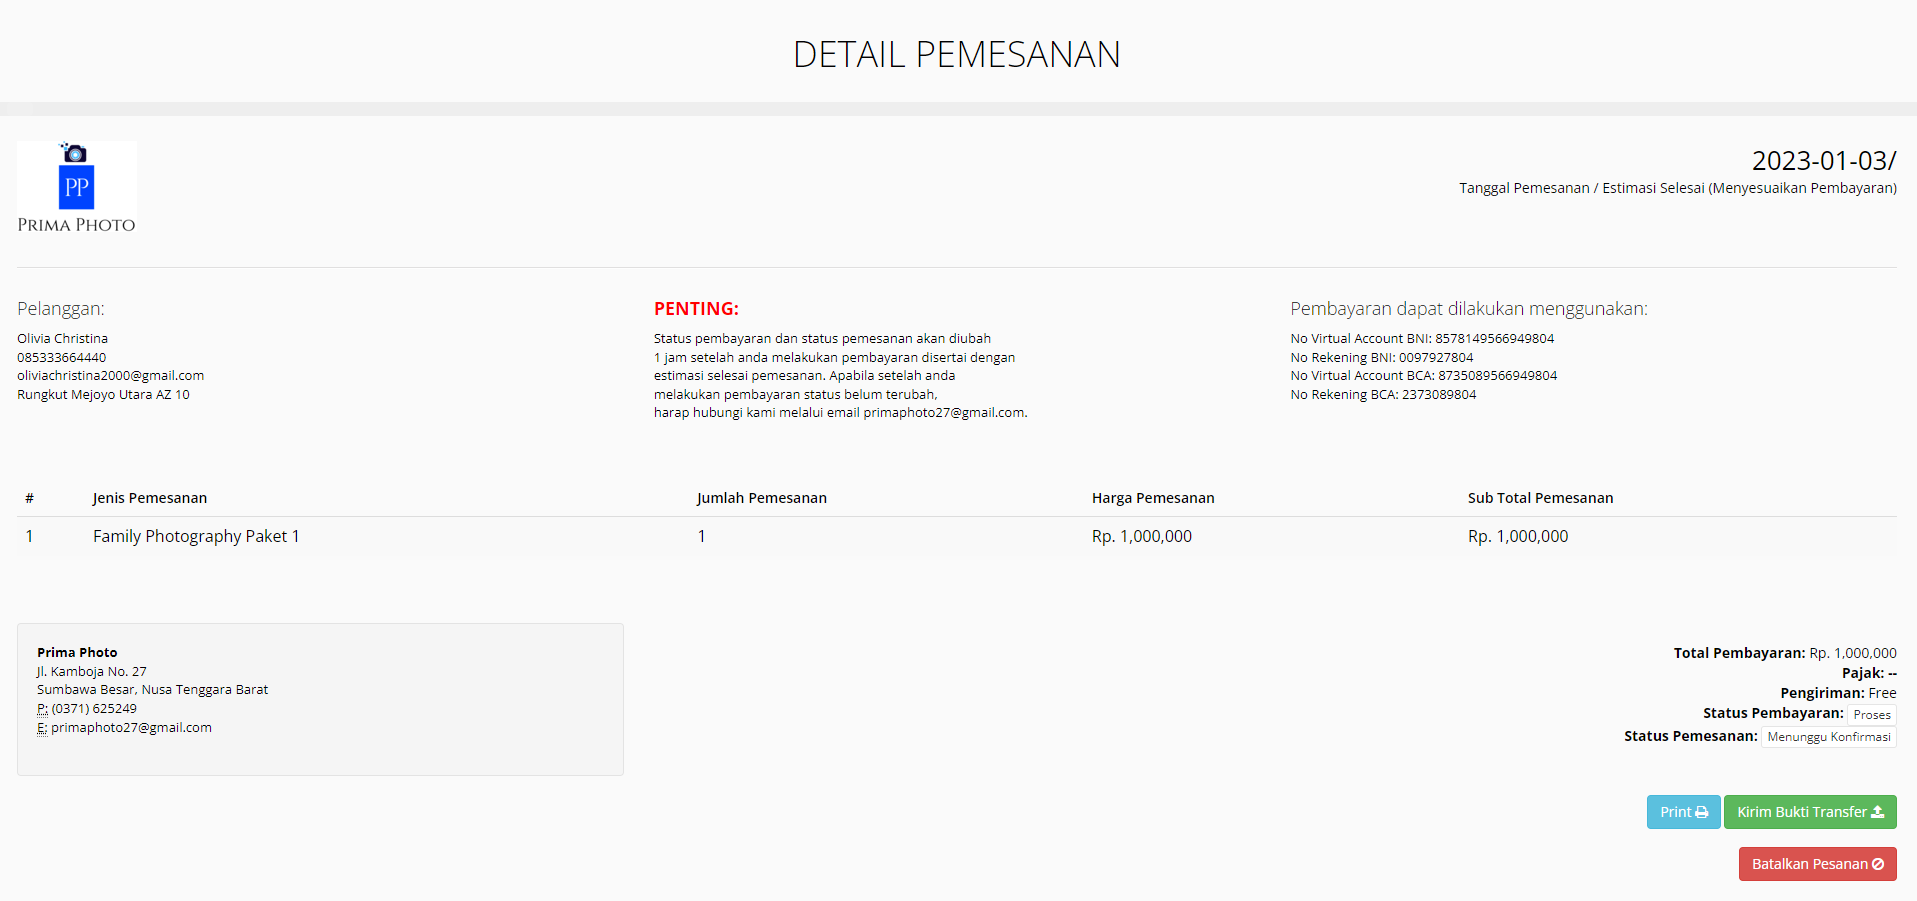 DETAIL PEMESANAN
PP
PRIMA PHOTO
2023-01-03/
Tanggal Pemesanan / Estimasi Selesai (Menyesuaikan Pembayaran)
Pelanggan:
Olivia Christina
085333664440
oliviachristina2000@gmail.com
Rungkut Mejoyo Utara AZ 10
PENTING:
Status pembayaran dan status pemesanan akan diubah
1 jam setelah anda melakukan pembayaran disertai dengan
estimasi selesai pemesanan. Apabila setelah anda
melakukan pembayaran status belum terubah,
harap hubungi kami melalui email primaphoto27@gmail.com.
Pembayaran dapat dilakukan menggunakan:
No Virtual Account BNI: 8578149566949804
No Rekening BNI: 0097927804
No Virtual Account BCA: 8735089566949804
No Rekening BCA: 2373089804
# Jenis Pemesanan Jumlah Pemesanan Harga Pemesanan Sub Total Pemesanan
1 Family Photography Paket 1 1 Rp. 1,000,000 Rp. 1,000,000
Prima Photo
Jl. Kamboja No. 27
Sumbawa Besar, Nusa Tenggara Barat
P: (0371) 625249
E: primaphoto27@gmail.com
Total Pembayaran: Rp. 1,000,000
Pajak: --
Pengiriman: Free
Status Pembayaran: Proses
Status Pemesanan: Menunggu Konfirmasi
Print Kirim Bukti Transfer
Batalkan Pesanan